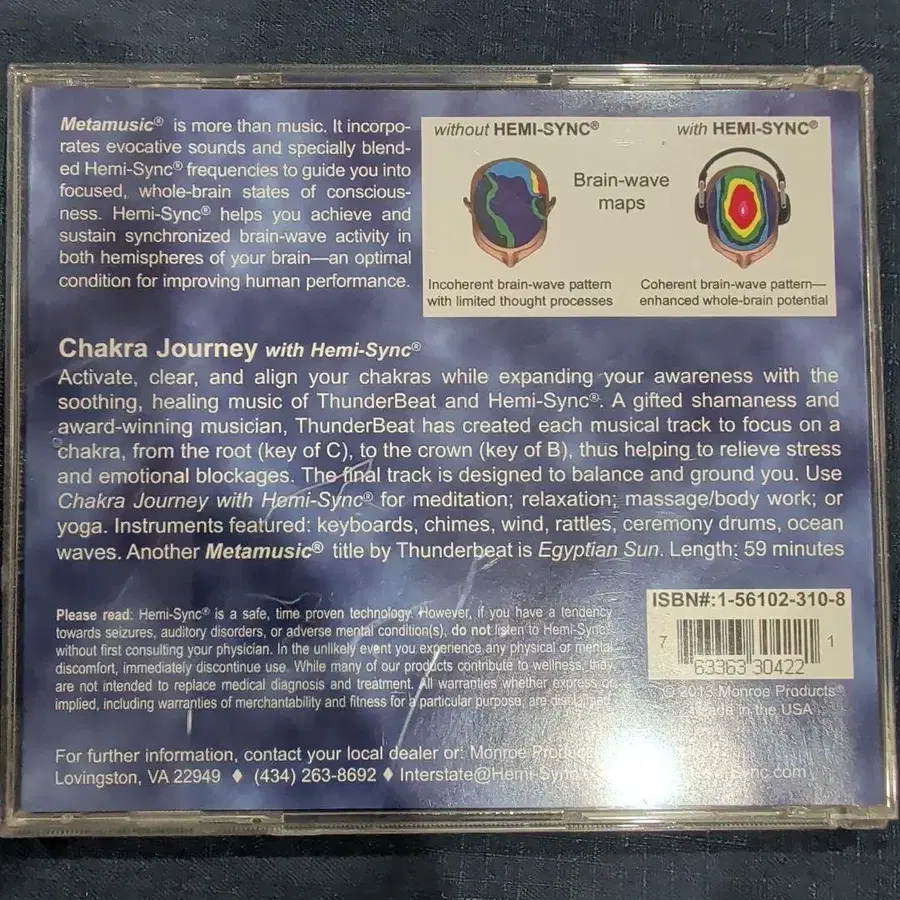 Metamusic® is more than music. It incorpo-
rates evocative sounds and specially blend-
ed Hemi-Sync® frequencies to guide you into
focused, whole-brain states of conscious-
ness. Hemi-Sync® helps you achieve and
sustain synchronized brain-wave activity in
both hemispheres of your brain—an optimal
condition for improving human performance.
without HEMI-SYNC®
with HEMI-SYNC®
Brain-wave
maps
Incoherent brain-wave pattern
with limited thought processes
Coherent brain-wave pattern—
enhanced whole-brain potential
Chakra Journey with Hemi-Sync®
Activate, clear, and align your chakras while expanding your awareness with the
soothing, healing music of ThunderBeat and Hemi-Sync®. A gifted shamaness and
award-winning musician, ThunderBeat has created each musical track to focus on a
chakra, from the root (key of C), to the crown (key of B), thus helping to relieve stress
and emotional blockages. The final track is designed to balance and ground you. Use
Chakra Journey with Hemi-Sync® for meditation; relaxation; massage/body work; or
yoga. Instruments featured: keyboards, chimes, wind, rattles, ceremony drums, ocean
waves. Another Metamusic® title by Thunderbeat is Egyptian Sun. Length: 59 minutes
Please read: Hemi-Sync® is a safe, time proven technology. However, if you have a tendency
towards seizures, auditory disorders, or adverse mental condition(s), do not listen to Hemi-Sync®
without first consulting your physician. In the unlikely event you experience any physical or mental
discomfort, immediately discontinue use. While many of our products contribute to wellness, they
are not intended to replace medical diagnosis and treatment. All warranties whether express or
implied, including warranties of merchantability and fitness for a particular purpose, are disclaimed.
ISBN#:1-56102-310-8
7 63363 30422 1
© 2013 Monroe Products®
Made in the USA
For further information, contact your local dealer or: Monroe
Lovingston, VA 22949 ♦ (434) 263-8692 ♦ Interstate@Hemi-Sync